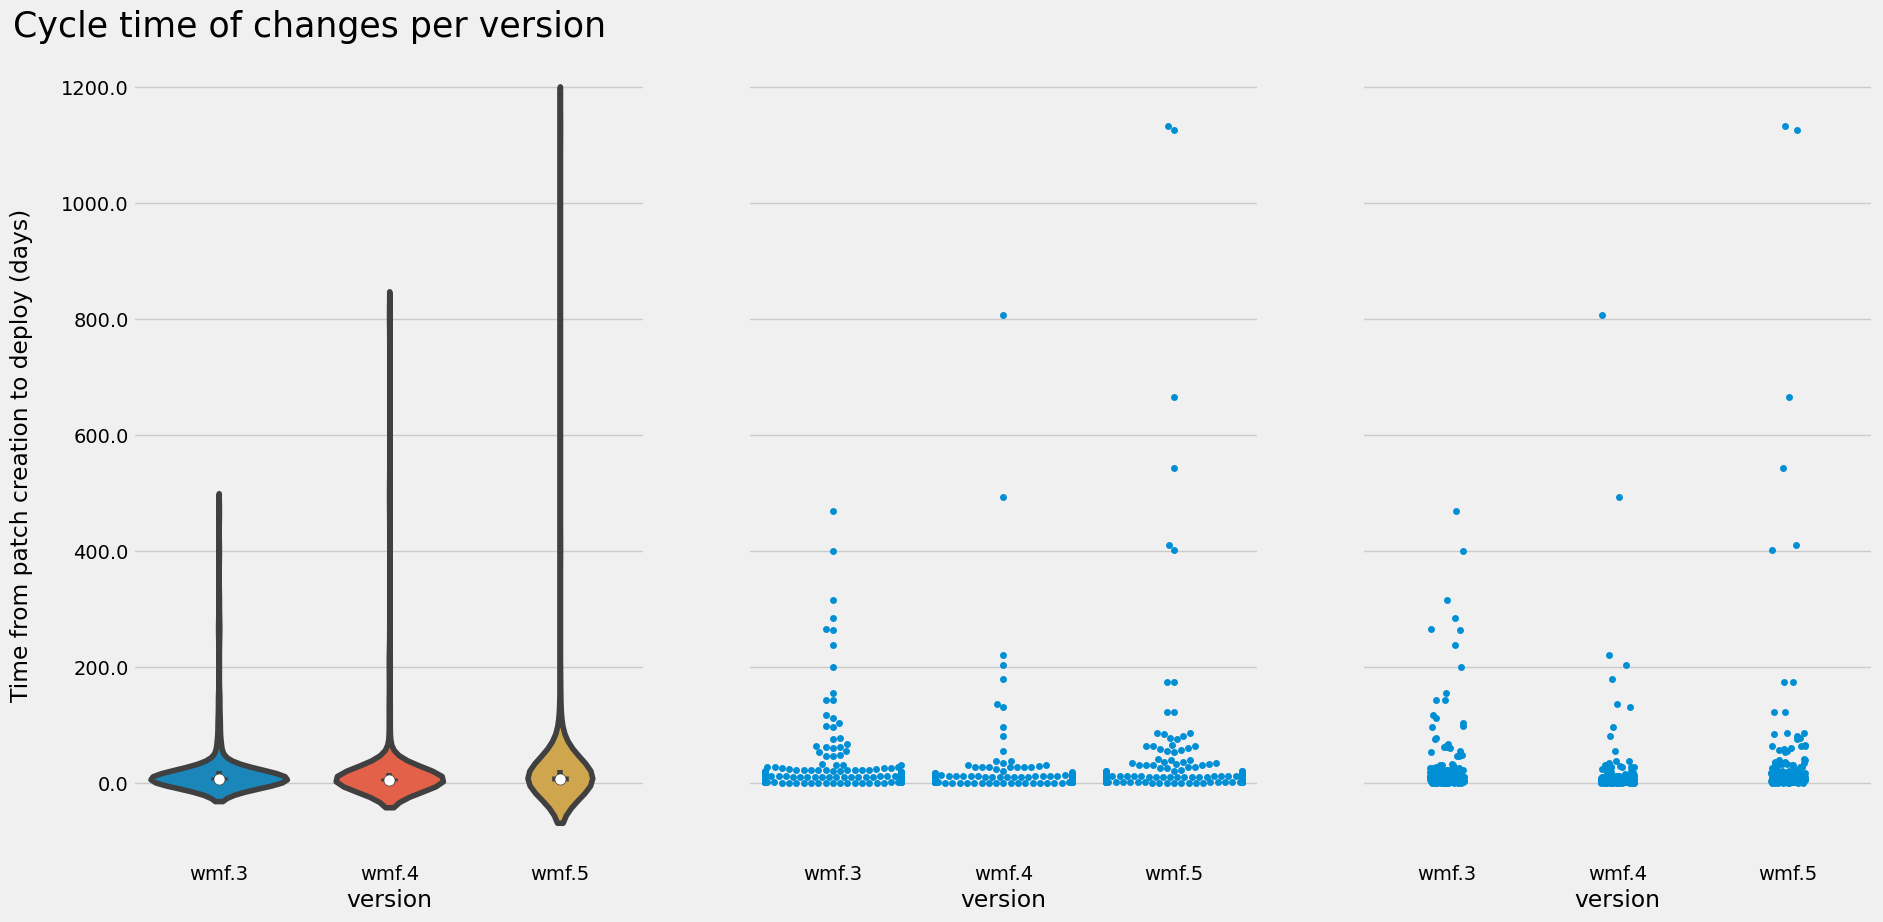 Cycle time of changes per version
Time from patch creation to deploy (days)
1200.0
1000.0
800.0
600.0
400.0
200.0
0.0
wmf.3 wmf.4 wmf.5
version
wmf.3 wmf.4 wmf.5
version
wmf.3 wmf.4 wmf.5
version